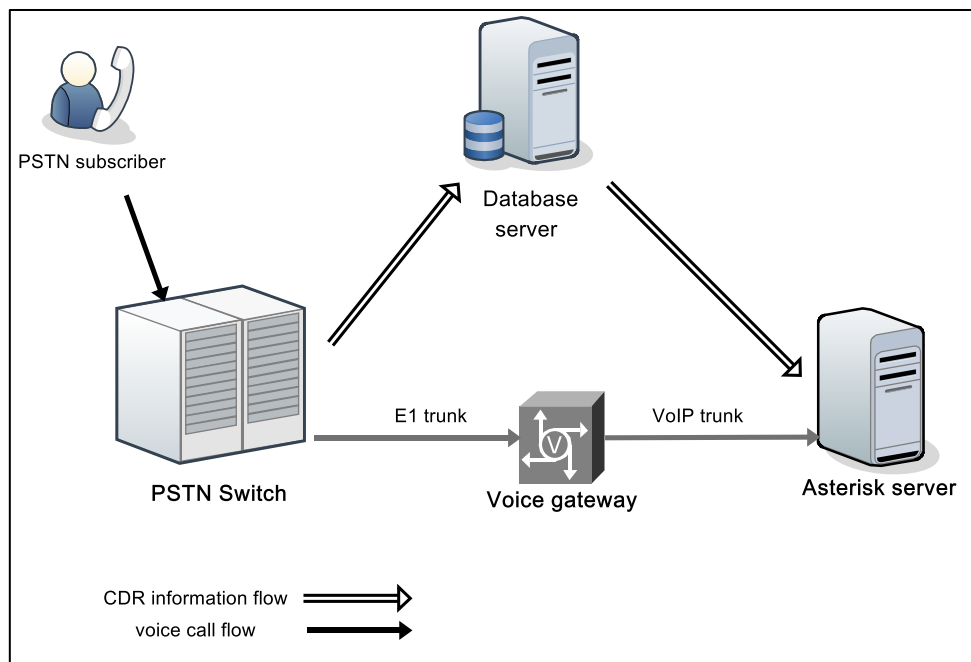 PSTN subscriber
Database
server
E1 trunk
VoIP trunk
V
PSTN Switch
Voice gateway
Asterisk server
CDR information flow
voice call flow